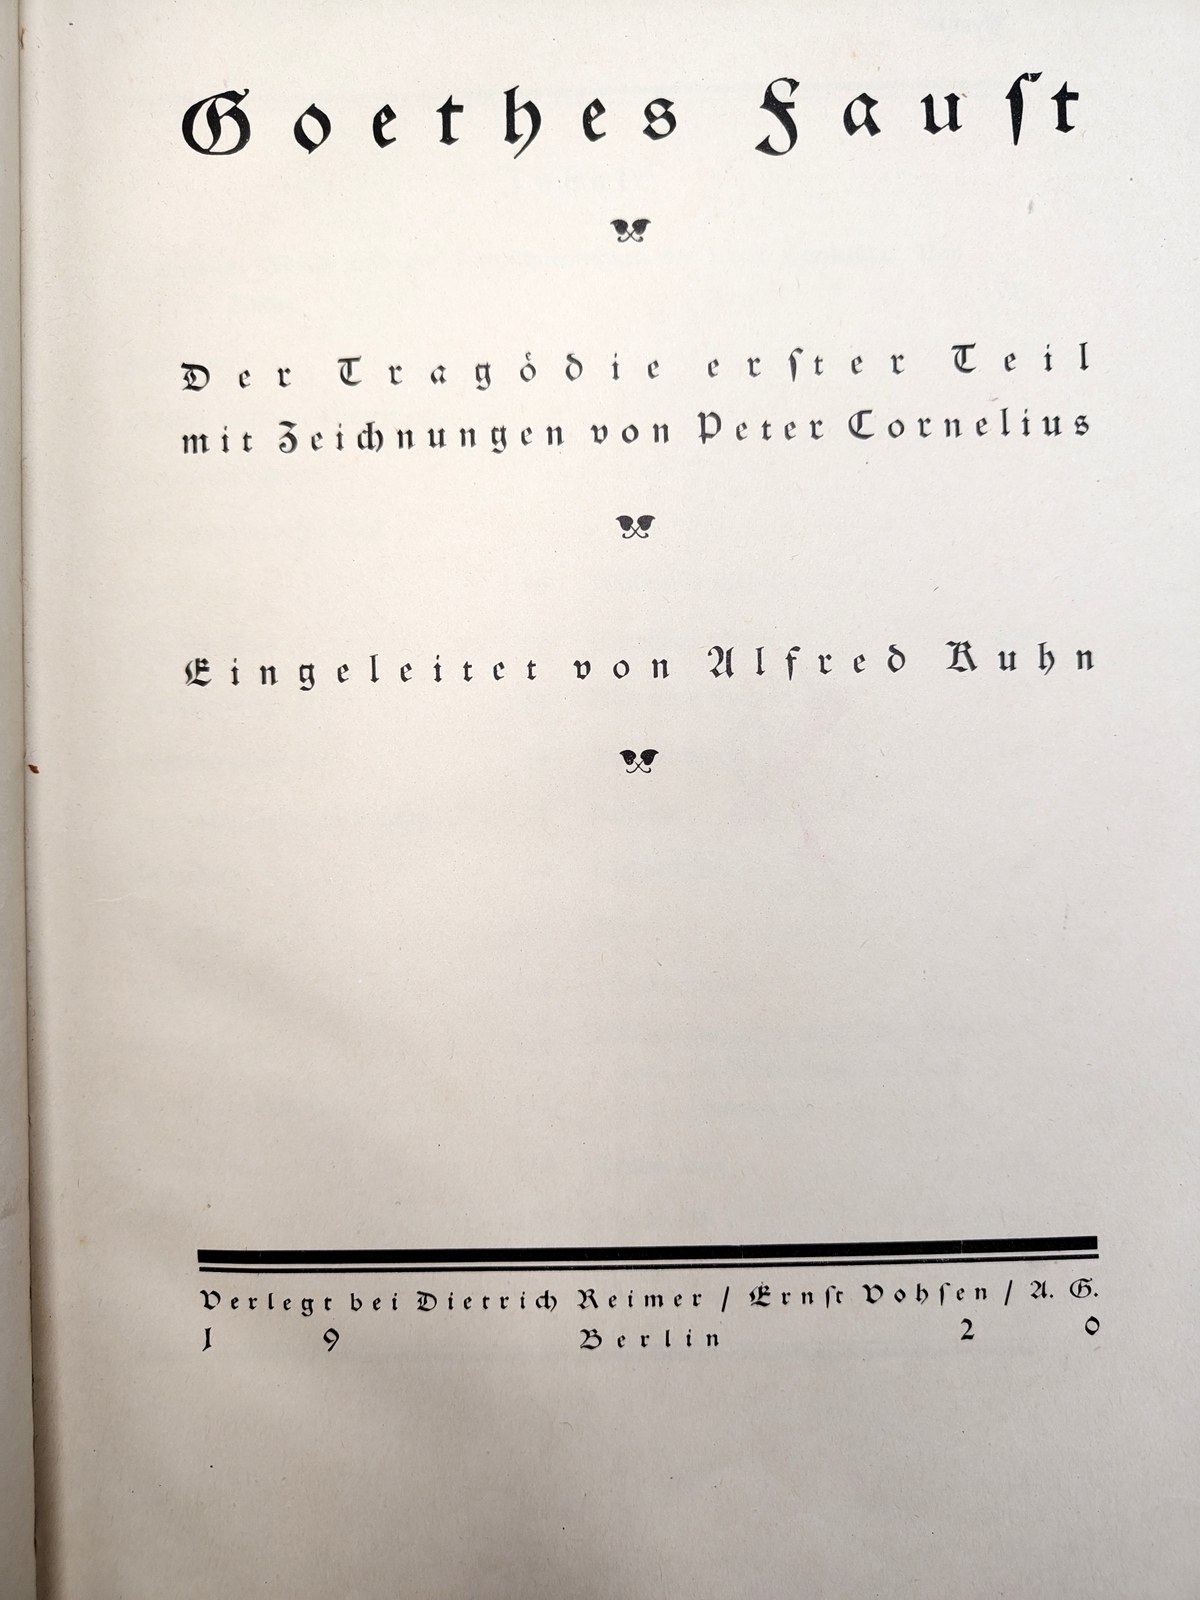 Goethes Fauſt
Der Tragödie erſter Teil
mit Zeichnungen von Peter Cornelius
Eingeleitet von Alfred Kuhn
Verlegt bei Dietrich Reimer / Ernſt Vohſen / A. G.
1 9 Berlin 2 0